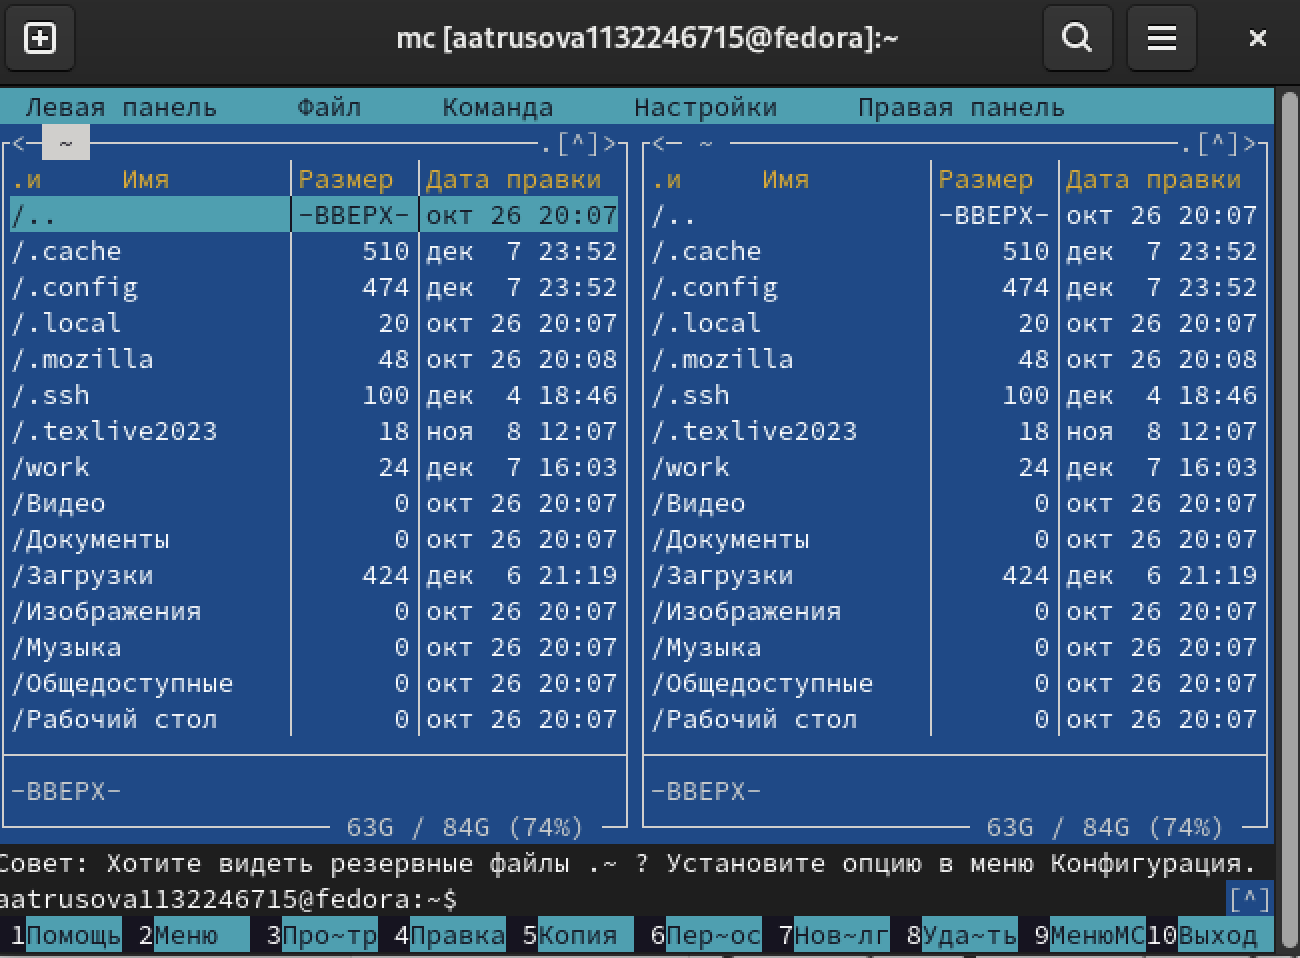 mc [aatrusova1132246715@fedora]:~
Левая панель Файл Команда Настройки Правая панель
<─ ~ ─.[^]> <─ ~ ─.[^]>
.и Имя Размер Дата правки .и Имя Размер Дата правки
/.. -ВВЕРХ- окт 26 20:07 /.. -ВВЕРХ- окт 26 20:07
/.cache 510 дек 7 23:52 /.cache 510 дек 7 23:52
/.config 474 дек 7 23:52 /.config 474 дек 7 23:52
/.local 20 окт 26 20:07 /.local 20 окт 26 20:07
/.mozilla 48 окт 26 20:08 /.mozilla 48 окт 26 20:08
/.ssh 100 дек 4 18:46 /.ssh 100 дек 4 18:46
/.texlive2023 18 ноя 8 12:07 /.texlive2023 18 ноя 8 12:07
/work 24 дек 7 16:03 /work 24 дек 7 16:03
/Видео 0 окт 26 20:07 /Видео 0 окт 26 20:07
/Документы 0 окт 26 20:07 /Документы 0 окт 26 20:07
/Загрузки 424 дек 6 21:19 /Загрузки 424 дек 6 21:19
/Изображения 0 окт 26 20:07 /Изображения 0 окт 26 20:07
/Музыка 0 окт 26 20:07 /Музыка 0 окт 26 20:07
/Общедоступные 0 окт 26 20:07 /Общедоступные 0 окт 26 20:07
/Рабочий стол 0 окт 26 20:07 /Рабочий стол 0 окт 26 20:07
-ВВЕРХ- -ВВЕРХ-
63G / 84G (74%) 63G / 84G (74%)
Совет: Хотите видеть резервные файлы .~ ? Установите опцию в меню Конфигурация.
aatrusova1132246715@fedora:~$ [^]
1Помощь 2Меню 3Про~тр 4Правка 5Копия 6Пер~ос 7Нов~лг 8Уда~ть 9МенюMC 10Выход